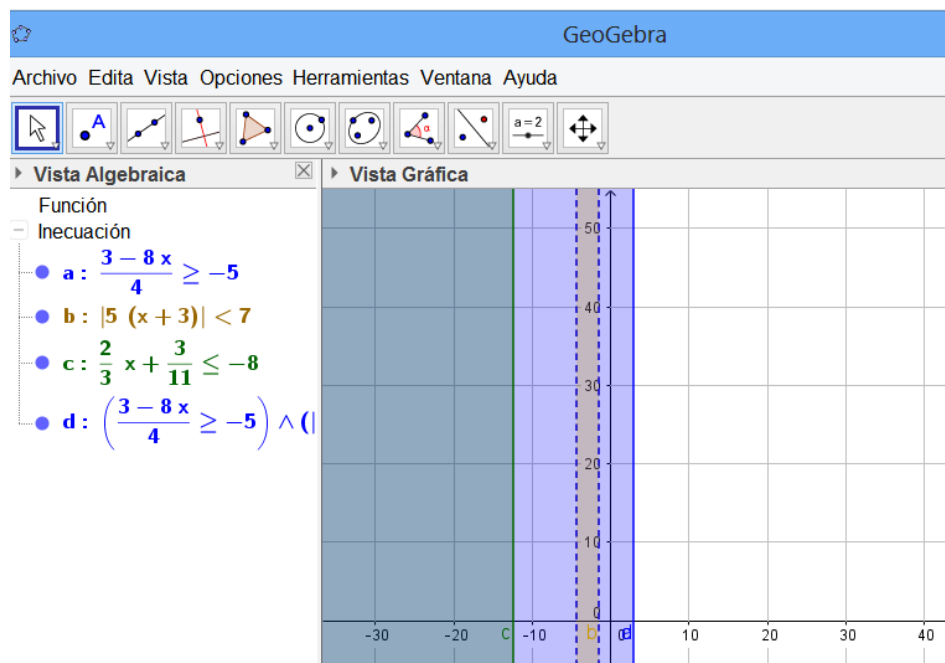 GeoGebra
Archivo Edita Vista Opciones Herramientas Ventana Ayuda
A α a=2
Vista Algebraica
Vista Gráfica
Función
Inecuación
a : (3 − 8 x)/4 ≥ −5
b : |5 (x + 3)| < 7
c : 2/3 x + 3/11 ≤ −8
d : ((3 − 8 x)/4 ≥ −5) ∧ (|
50
40
30
20
10
0
-30 -20 c -10 b 0 d 10 20 30 40